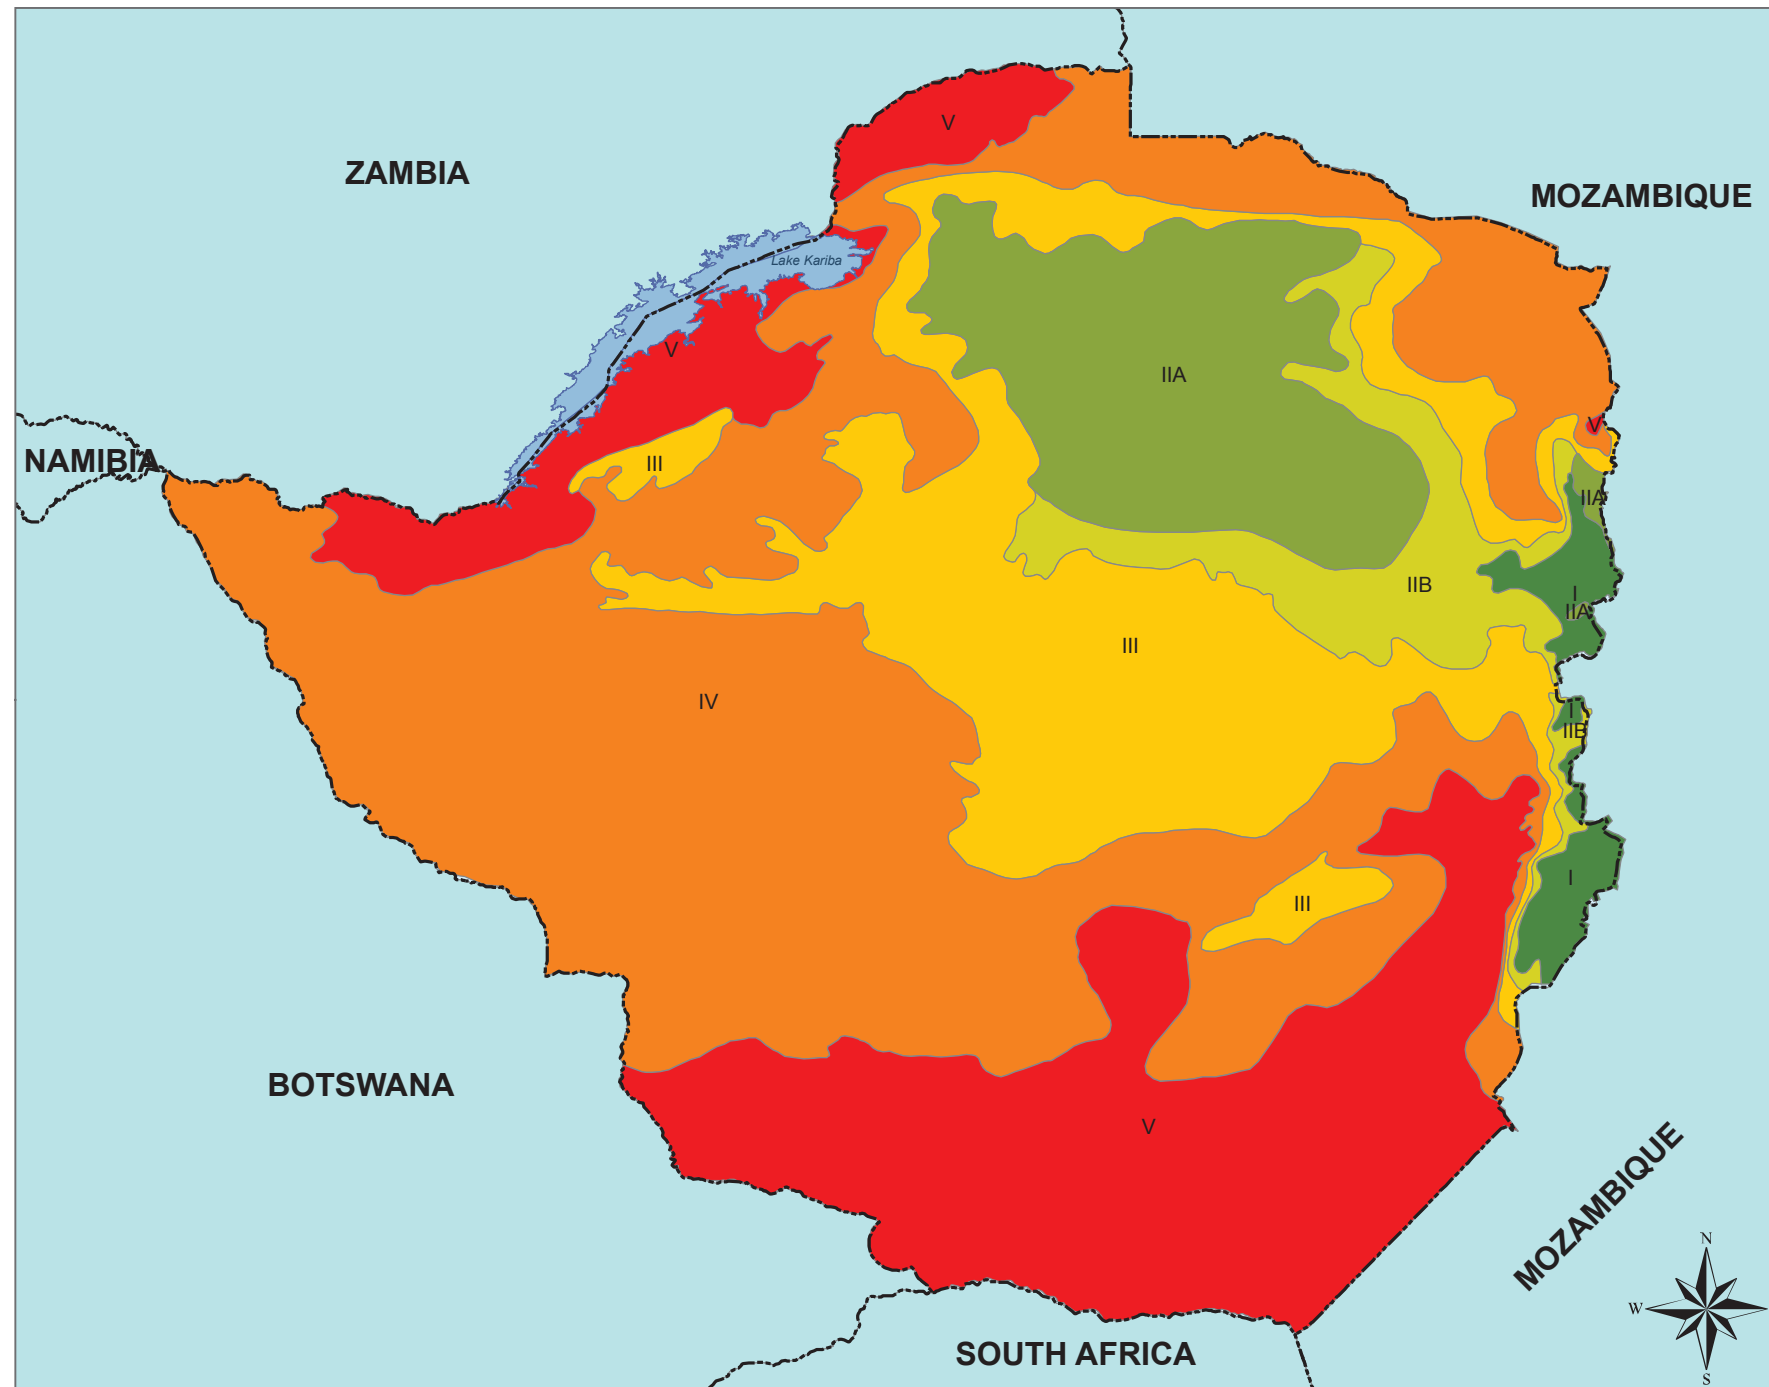 V
ZAMBIA
MOZAMBIQUE
Lake Kariba
V
IIA
V
NAMIBIA
III
IIA
IIB
I
IIA
III
IV
I
IIB
I
III
BOTSWANA
V
MOZAMBIQUE
N
W
SOUTH AFRICA
S